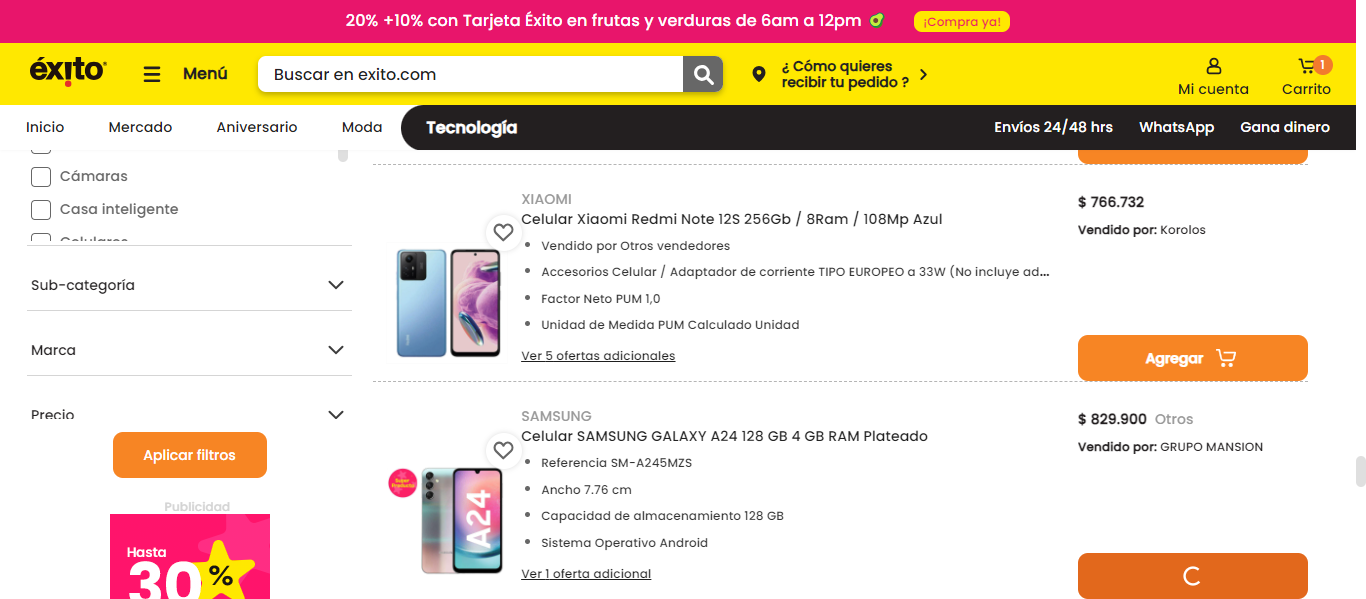 20% +10% con Tarjeta Éxito en frutas y verduras de 6am a 12pm
¡Compra ya!
éxito
Menú
Buscar en exito.com
¿ Cómo quieres
recibir tu pedido ?
Mi cuenta
1
Carrito
Inicio
Mercado
Aniversario
Moda
Tecnología
Envíos 24/48 hrs
WhatsApp
Gana dinero
Cámaras
Casa inteligente
Celulares
Sub-categoría
Marca
Precio
Aplicar filtros
Publicidad
Hasta
30%
XIAOMI
Celular Xiaomi Redmi Note 12S 256Gb / 8Ram / 108Mp Azul
Vendido por Otros vendedores
Accesorios Celular / Adaptador de corriente TIPO EUROPEO a 33W (No incluye ad...
Factor Neto PUM 1,0
Unidad de Medida PUM Calculado Unidad
Ver 5 ofertas adicionales
$ 766.732
Vendido por: Korolos
Agregar
SAMSUNG
Celular SAMSUNG GALAXY A24 128 GB 4 GB RAM Plateado
Super
Producto
A24
Referencia SM-A245MZS
Ancho 7.76 cm
Capacidad de almacenamiento 128 GB
Sistema Operativo Android
Ver 1 oferta adicional
$ 829.900 Otros
Vendido por: GRUPO MANSION